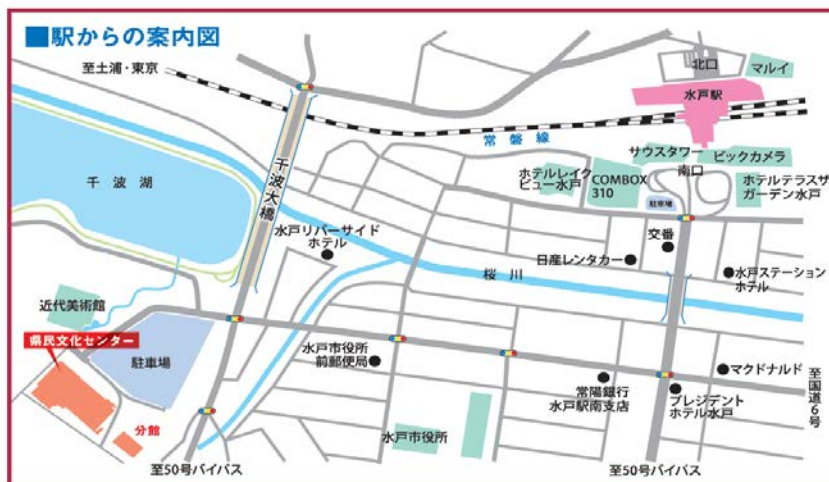 ■駅からの案内図
至土浦・東京
北口
マルイ
水戸駅
常磐線
千波湖
千波大橋
サウスタワー
ビックカメラ
南口
ホテルレイク
ビュー水戸
COMBOX
310
駐車場
ホテルテラスザ
ガーデン水戸
水戸リバーサイド
ホテル
交番
日産レンタカー
桜川
水戸ステーション
ホテル
近代美術館
県民文化センター
駐車場
水戸市役所
前郵便局
マクドナルド
常陽銀行
水戸駅南支店
プレジデント
ホテル水戸
至国道6号
分館
水戸市役所
至50号バイパス
至50号バイパス